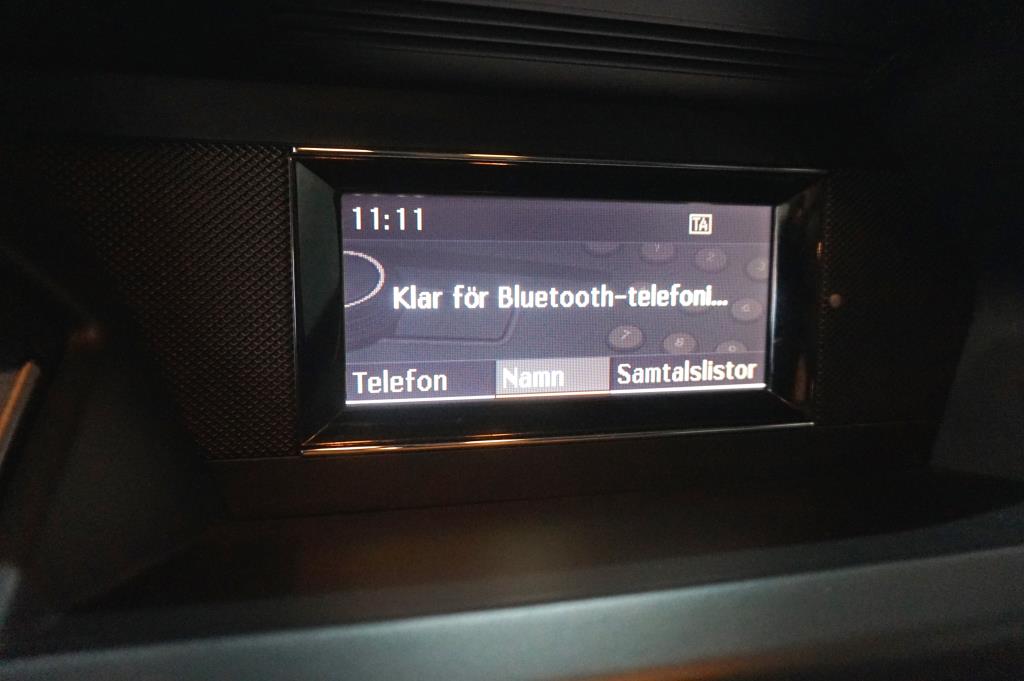 11:11 TA
Klar för Bluetooth-telefoni...
Telefon Namn Samtalslistor